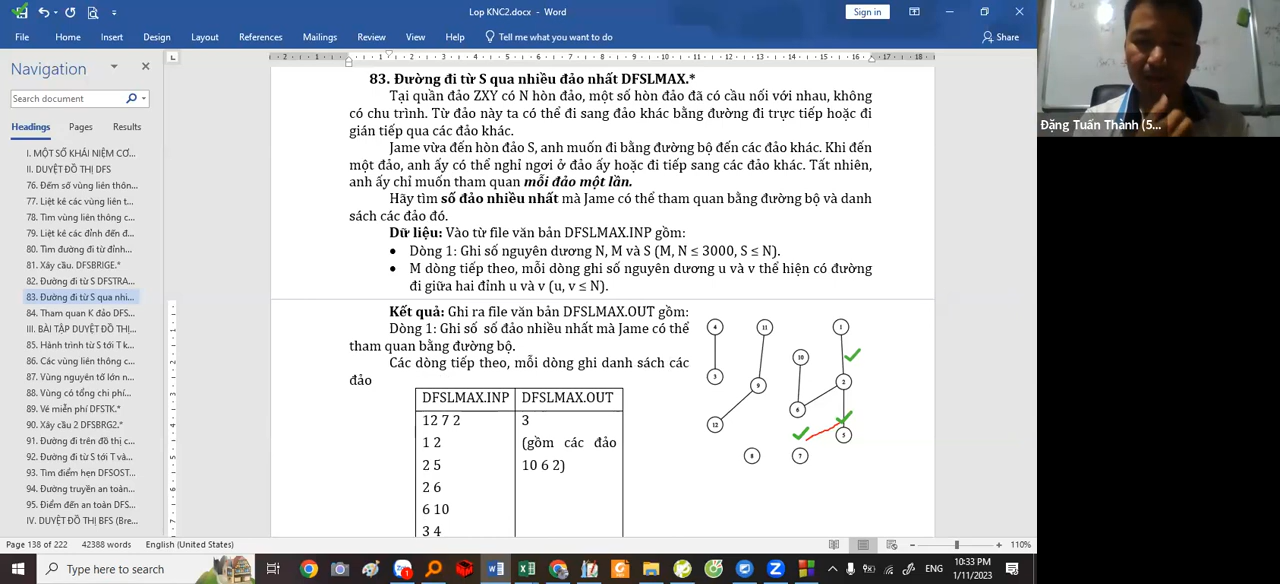 Lop KNC2.docx - Word
Sign in
File Home Insert Design Layout References Mailings Review View Help Tell me what you want to do
Share
Navigation
Search document
Headings Pages Results
I. MỘT SỐ KHÁI NIỆM CƠ...
II. DUYỆT ĐỒ THỊ DFS
76. Đếm số vùng liên thôn...
77. Liệt kê các vùng liên t...
78. Tìm vùng liên thông c...
79. Liệt kê các đỉnh đến đ...
80. Tìm đường đi từ đỉnh...
81. Xây cầu. DFSBRIGE.*
82. Đường đi từ S DFSTRA...
83. Đường đi từ S qua nhi...
84. Tham quan K đảo DFS...
III. BÀI TẬP DUYỆT ĐỒ THỊ...
85. Hành trình từ S tới T k...
86. Các vùng liên thông c...
87. Vùng nguyên tố lớn n...
88. Vùng có tổng chi phí...
89. Vé miễn phí DFSTK.*
90. Xây cầu 2 DFSBRG2.*
91. Đường đi trên đồ thị c...
92. Đường đi từ S tới T và...
93. Tìm điểm hẹn DFSOST...
94. Đường truyền an toàn...
95. Điểm đến an toàn DFS...
IV. DUYỆT ĐỒ THỊ BFS (Bre...
83. Đường đi từ S qua nhiều đảo nhất DFSLMAX.*
Tại quần đảo ZXY có N hòn đảo, một số hòn đảo đã có cầu nối với nhau, không
có chu trình. Từ đảo này ta có thể đi sang đảo khác bằng đường đi trực tiếp hoặc đi
gián tiếp qua các đảo khác.
Jame vừa đến hòn đảo S, anh muốn đi bằng đường bộ đến các đảo khác. Khi đến
một đảo, anh ấy có thể nghỉ ngơi ở đảo ấy hoặc đi tiếp sang các đảo khác. Tất nhiên,
anh ấy chỉ muốn tham quan mỗi đảo một lần.
Hãy tìm số đảo nhiều nhất mà Jame có thể tham quan bằng đường bộ và danh
sách các đảo đó.
Dữ liệu: Vào từ file văn bản DFSLMAX.INP gồm:
• Dòng 1: Ghi số nguyên dương N, M và S (M, N ≤ 3000, S ≤ N).
• M dòng tiếp theo, mỗi dòng ghi số nguyên dương u và v thể hiện có đường
đi giữa hai đỉnh u và v (u, v ≤ N).
Kết quả: Ghi ra file văn bản DFSLMAX.OUT gồm:
Dòng 1: Ghi số số đảo nhiều nhất mà Jame có thể
tham quan bằng đường bộ.
Các dòng tiếp theo, mỗi dòng ghi danh sách các
đảo
DFSLMAX.INP DFSLMAX.OUT
12 7 2 3
1 2 (gồm các đảo
2 5 10 6 2)
2 6
6 10
3 4
4 11 1
10
3 9 2
6
12 5
8 7
Đặng Tuấn Thành (5...
Page 138 of 222 42388 words English (United States) 110%
Type here to search
ENG
10:33 PM
1/11/2023